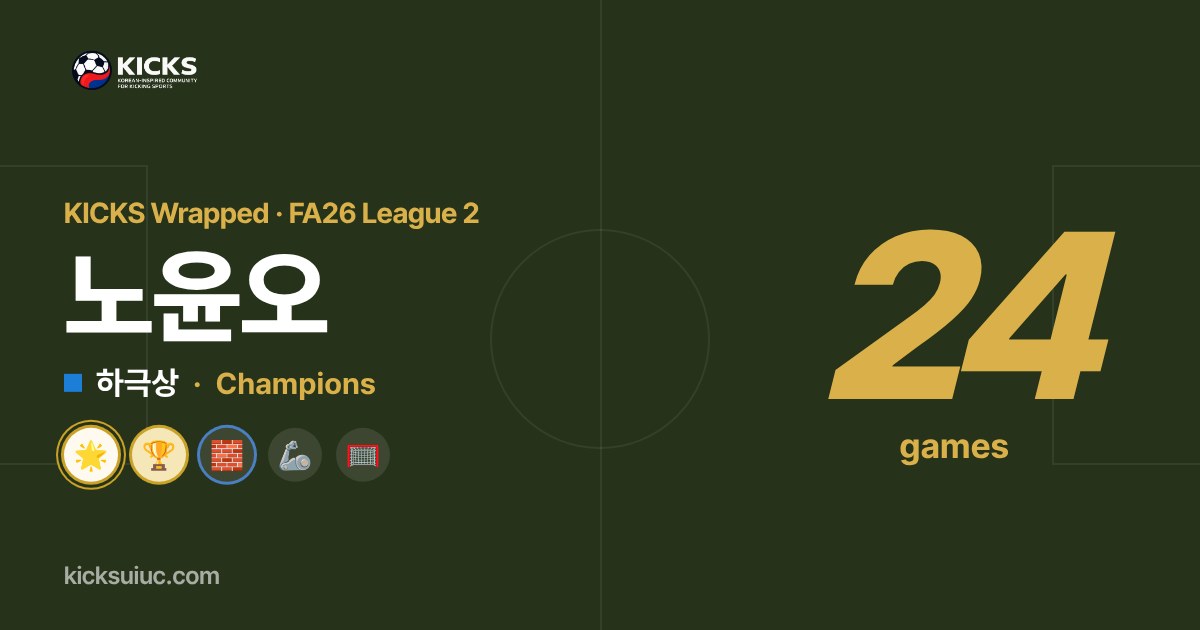 KICKS
KOREAN-INSPIRED COMMUNITY
FOR KICKING SPORTS
KICKS Wrapped · FA26 League 2
노윤오
하극상 · Champions
24
games
kicksuiuc.com